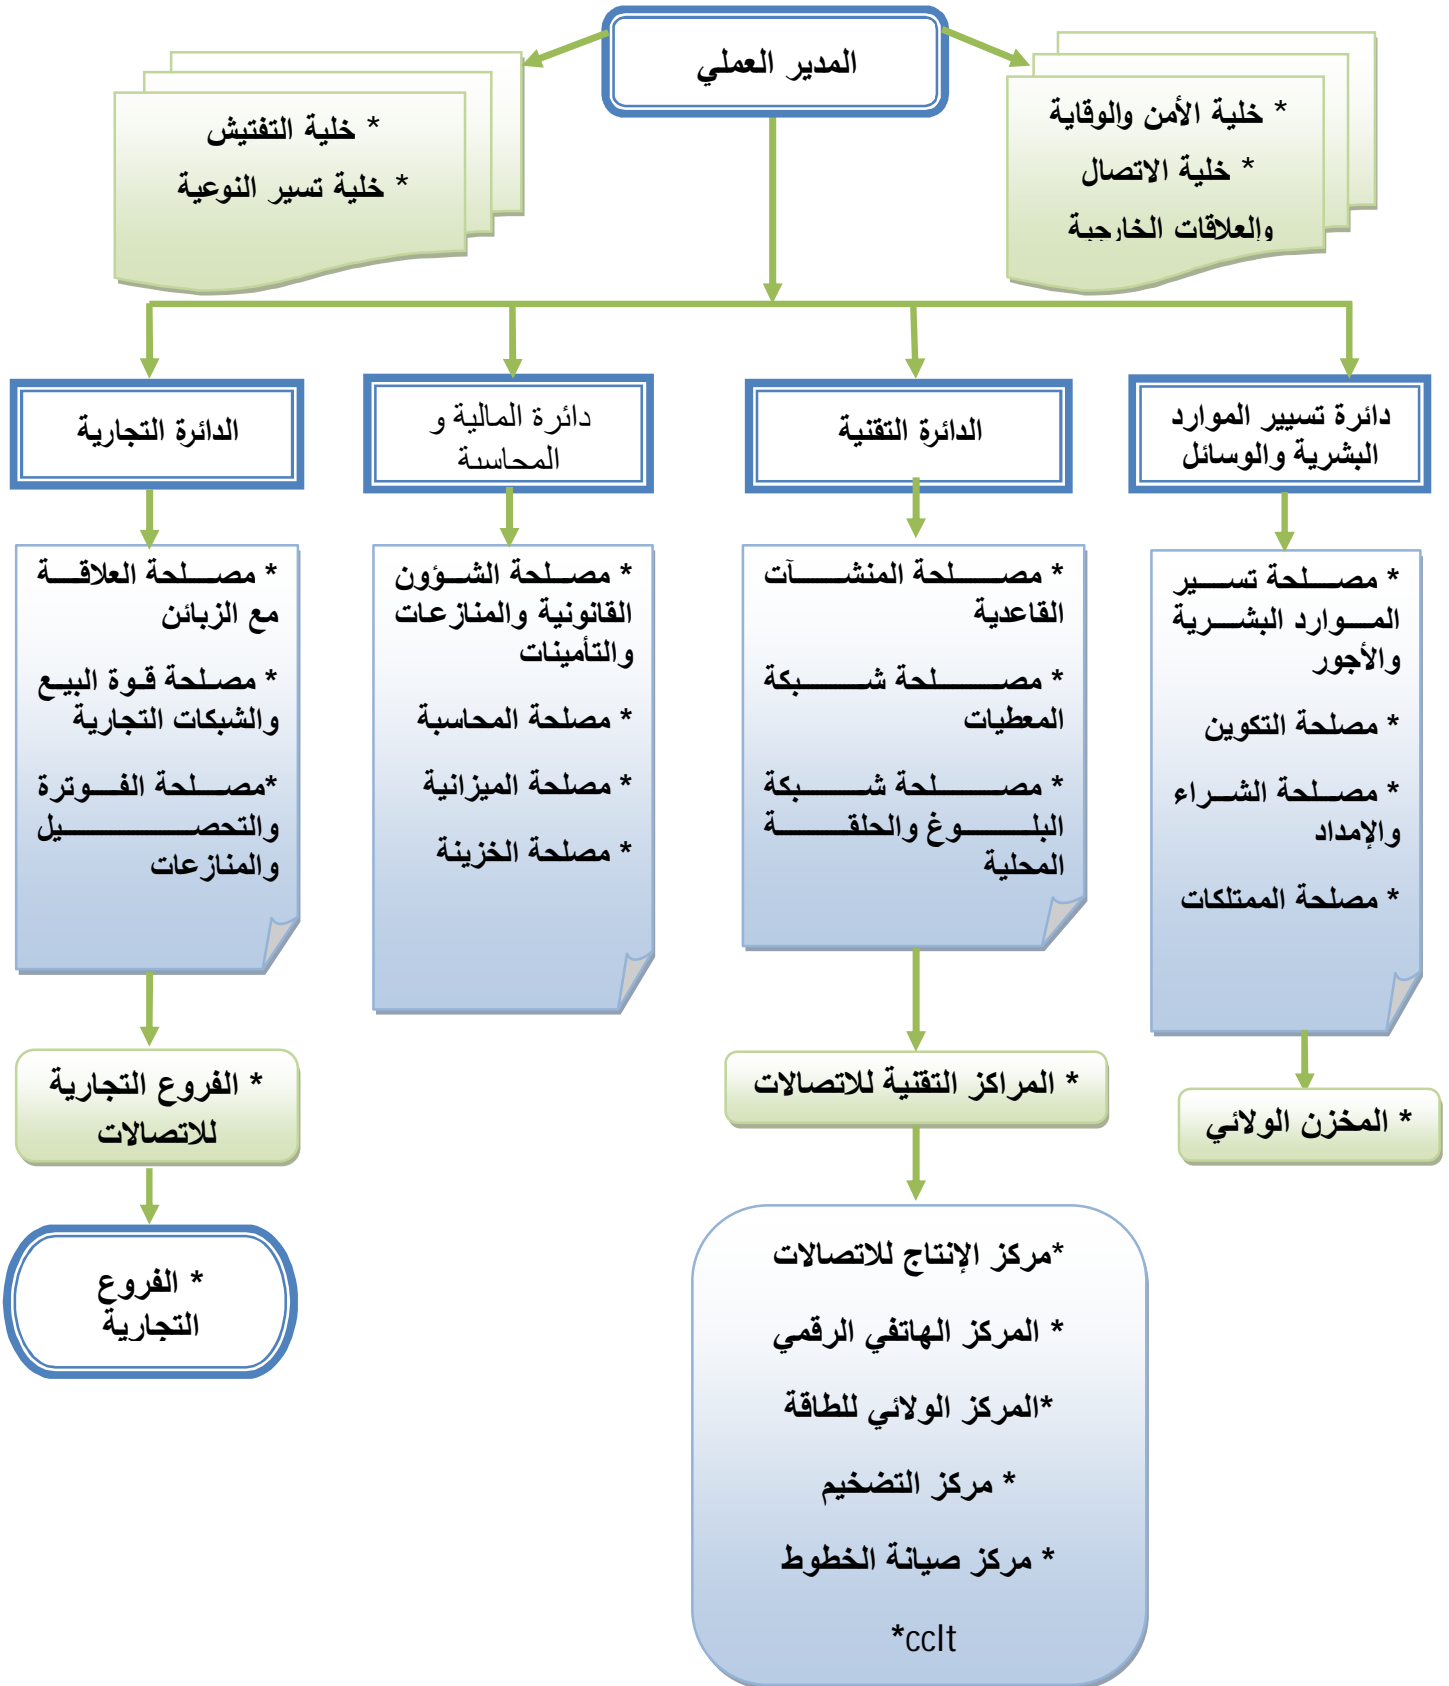 المدير العملي
* خلية الأمن والوقاية
* خلية الاتصال
والعلاقات الخارجية
* خلية التفتيش
* خلية تسير النوعية
دائرة تسيير الموارد
البشرية والوسائل
الدائرة التقنية
دائرة المالية و
المحاسبة
الدائرة التجارية
* مصلحة تسير
الموارد البشرية
والأجور
* مصلحة التكوين
* مصلحة الشراء
والإمداد
* مصلحة الممتلكات
* مصلحة المنشآت
القاعدية
* مصلحة شبكة
المعطيات
* مصلحة شبكة
البلوغ والحلقة
المحلية
* مصلحة الشؤون
القانونية والمنازعات
والتأمينات
* مصلحة المحاسبة
* مصلحة الميزانية
* مصلحة الخزينة
* مصلحة العلاقة
مع الزبائن
* مصلحة قوة البيع
والشبكات التجارية
*مصلحة الفوترة
والتحصيل
والمنازعات
* المخزن الولائي
* المراكز التقنية للاتصالات
* الفروع التجارية
للاتصالات
*مركز الإنتاج للاتصالات
* المركز الهاتفي الرقمي
*المركز الولائي للطاقة
* مركز التضخيم
* مركز صيانة الخطوط
*cclt
* الفروع
التجارية